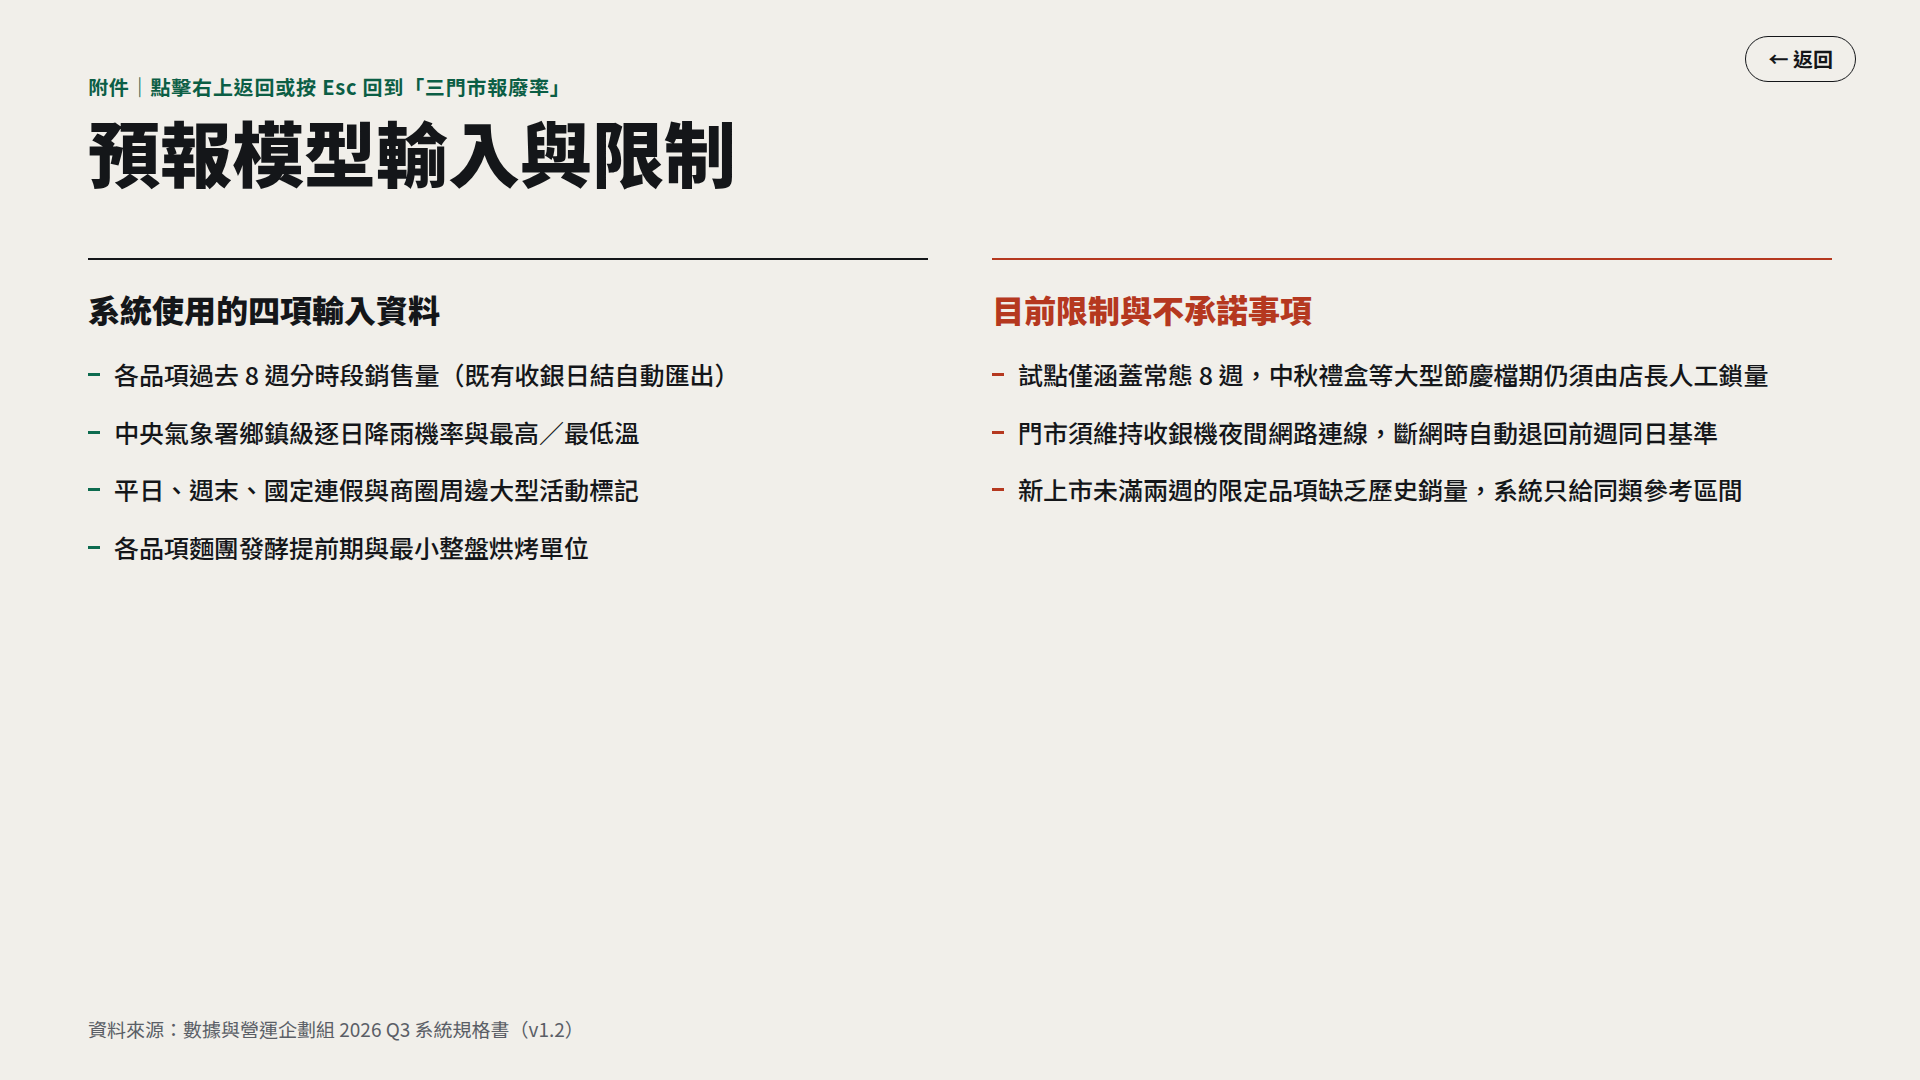 ← 返回
附件｜點擊右上返回或按 Esc 回到「三門市報廢率」
預報模型輸入與限制
系統使用的四項輸入資料
各品項過去 8 週分時段銷售量（既有收銀日結自動匯出）
中央氣象署鄉鎮級逐日降雨機率與最高／最低溫
平日、週末、國定連假與商圈周邊大型活動標記
各品項麵團發酵提前期與最小整盤烘烤單位
目前限制與不承諾事項
試點僅涵蓋常態 8 週，中秋禮盒等大型節慶檔期仍須由店長人工鎖量
門市須維持收銀機夜間網路連線，斷網時自動退回前週同日基準
新上市未滿兩週的限定品項缺乏歷史銷量，系統只給同類參考區間
資料來源：數據與營運企劃組 2026 Q3 系統規格書（v1.2）